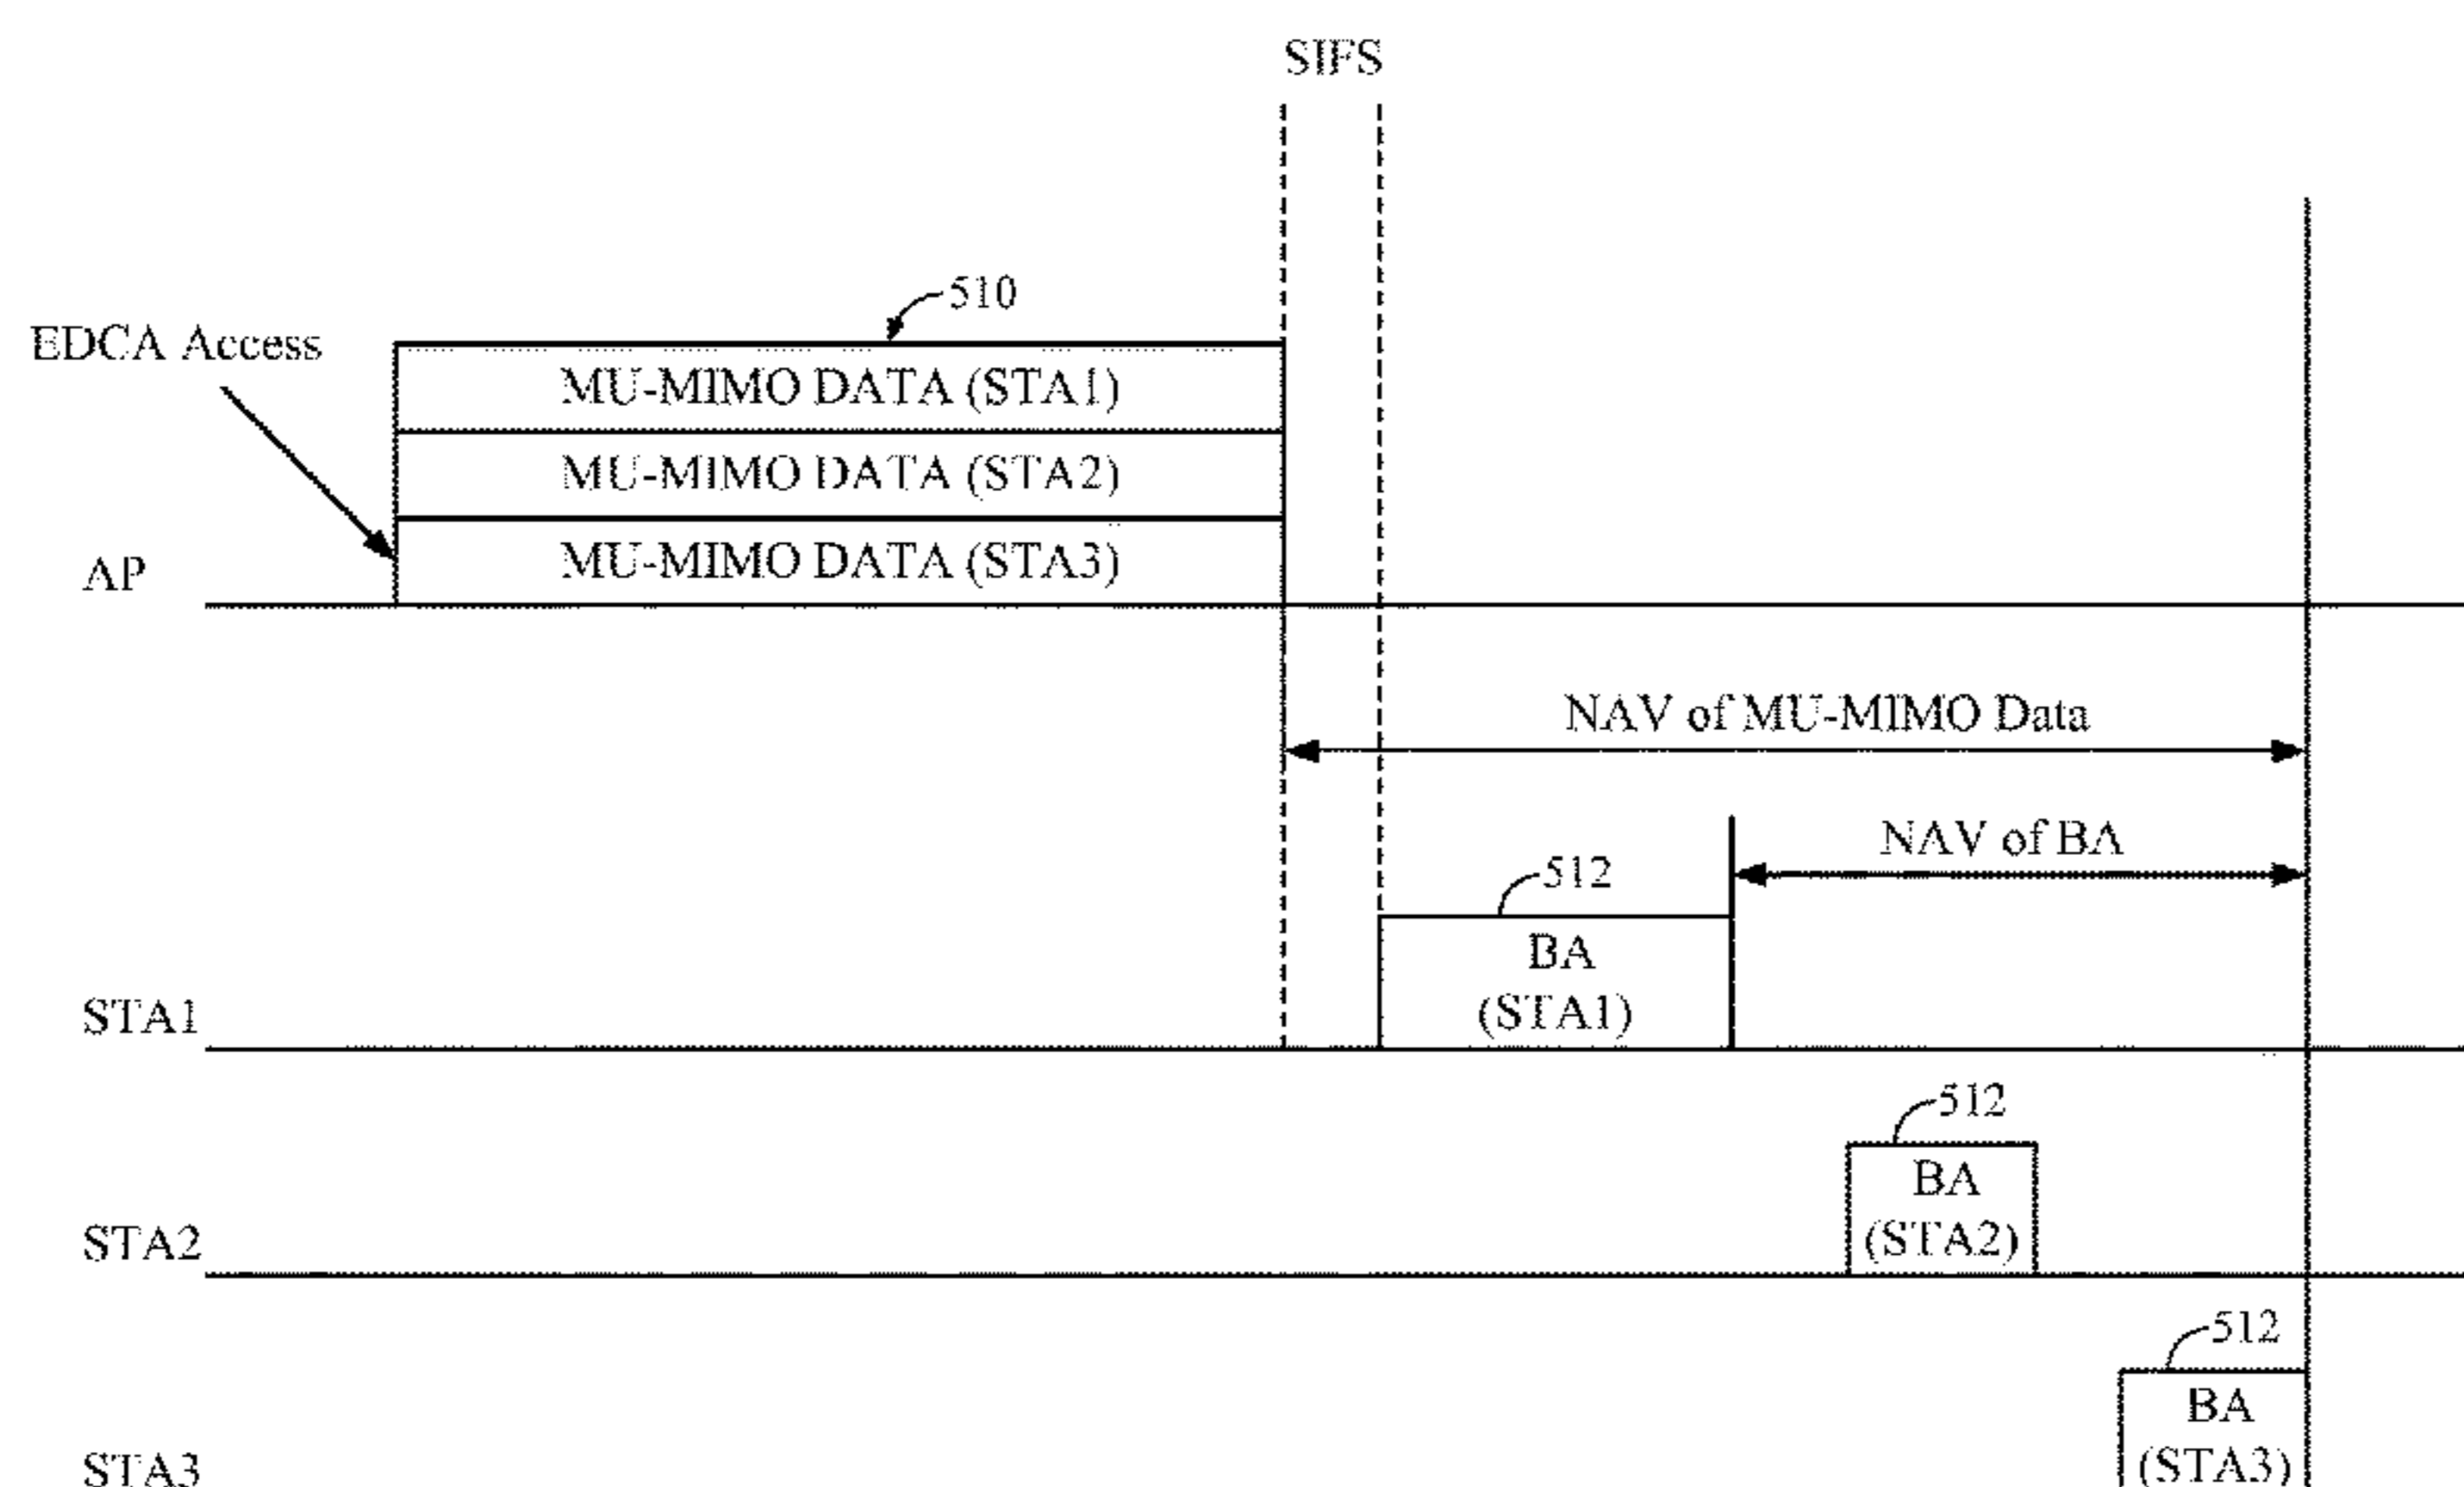 SIFS
510
EDCA Access
MU-MIMO DATA (STA1)
MU-MIMO DATA (STA2)
MU-MIMO DATA (STA3)
AP
NAV of MU-MIMO Data
NAV of BA
512
BA
(STA1)
STA1
512
BA
(STA2)
STA2
512
BA
(STA3)
STA3